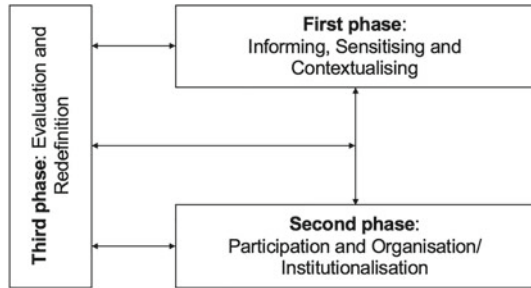 First phase:
Informing, Sensitising and
Contextualising
Third phase: Evaluation and
Redefinition
Second phase:
Participation and Organisation/
Institutionalisation